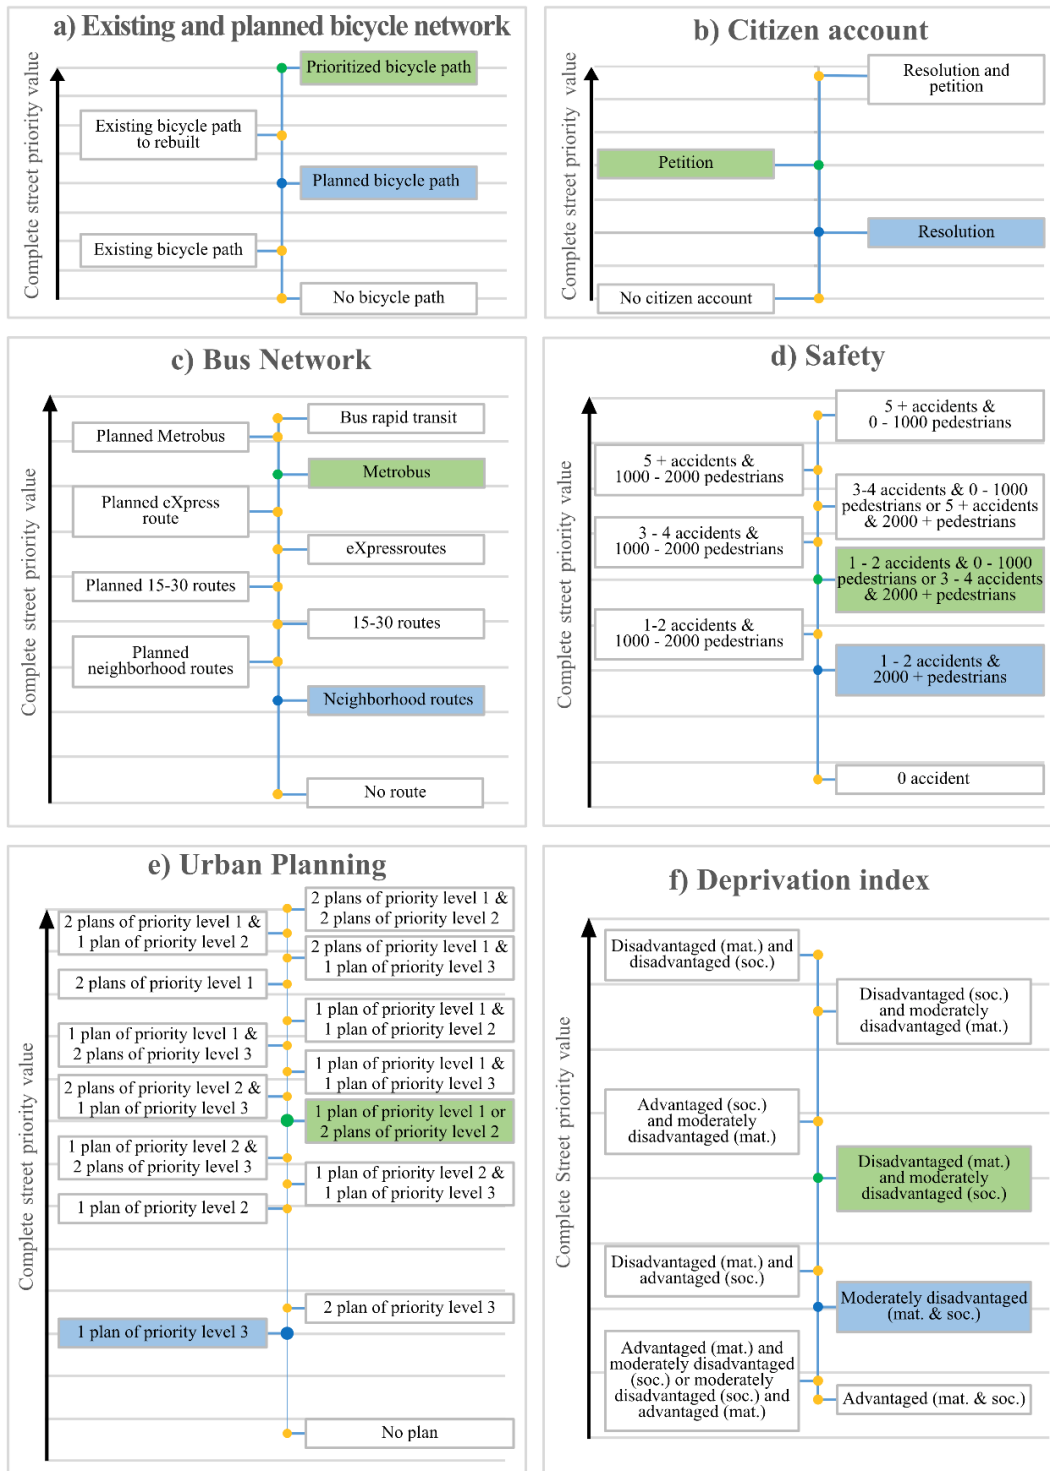 a) Existing and planned bicycle network
Complete street priority value
Prioritized bicycle path
Existing bicycle path
to rebuilt
Planned bicycle path
Existing bicycle path
No bicycle path
b) Citizen account
Complete street priority value
Resolution and
petition
Petition
Resolution
No citizen account
c) Bus Network
Complete street priority value
Bus rapid transit
Planned Metrobus
Metrobus
Planned eXpress
route
eXpressroutes
Planned 15-30 routes
15-30 routes
Planned
neighborhood routes
Neighborhood routes
No route
d) Safety
Complete street priority value
5 + accidents &
0 - 1000 pedestrians
5 + accidents &
1000 - 2000 pedestrians
3-4 accidents & 0 - 1000
pedestrians or 5 + accidents
& 2000 + pedestrians
3 - 4 accidents &
1000 - 2000 pedestrians
1 - 2 accidents & 0 - 1000
pedestrians or 3 - 4 accidents
& 2000 + pedestrians
1-2 accidents &
1000 - 2000 pedestrians
1 - 2 accidents &
2000 + pedestrians
0 accident
e) Urban Planning
Complete street priority value
2 plans of priority level 1 &
2 plans of priority level 2
2 plans of priority level 1 &
1 plan of priority level 2
2 plans of priority level 1 &
1 plan of priority level 3
2 plans of priority level 1
1 plan of priority level 1 &
1 plan of priority level 2
1 plan of priority level 1 &
2 plans of priority level 3
1 plan of priority level 1 &
1 plan of priority level 3
2 plans of priority level 2 &
1 plan of priority level 3
1 plan of priority level 1 or
2 plans of priority level 2
1 plan of priority level 2 &
2 plans of priority level 3
1 plan of priority level 2 &
1 plan of priority level 3
1 plan of priority level 2
2 plan of priority level 3
1 plan of priority level 3
No plan
f) Deprivation index
Complete Street priority value
Disadvantaged (mat.) and
disadvantaged (soc.)
Disadvantaged (soc.)
and moderately
disadvantaged (mat.)
Advantaged (soc.)
and moderately
disadvantaged (mat.)
Disadvantaged (mat.)
and moderately
disadvantaged (soc.)
Disadvantaged (mat.) and
advantaged (soc.)
Moderately disadvantaged
(mat. & soc.)
Advantaged (mat.) and
moderately disadvantaged
(soc.) or moderately
disadvantaged (soc.) and
advantaged (mat.)
Advantaged (mat. & soc.)